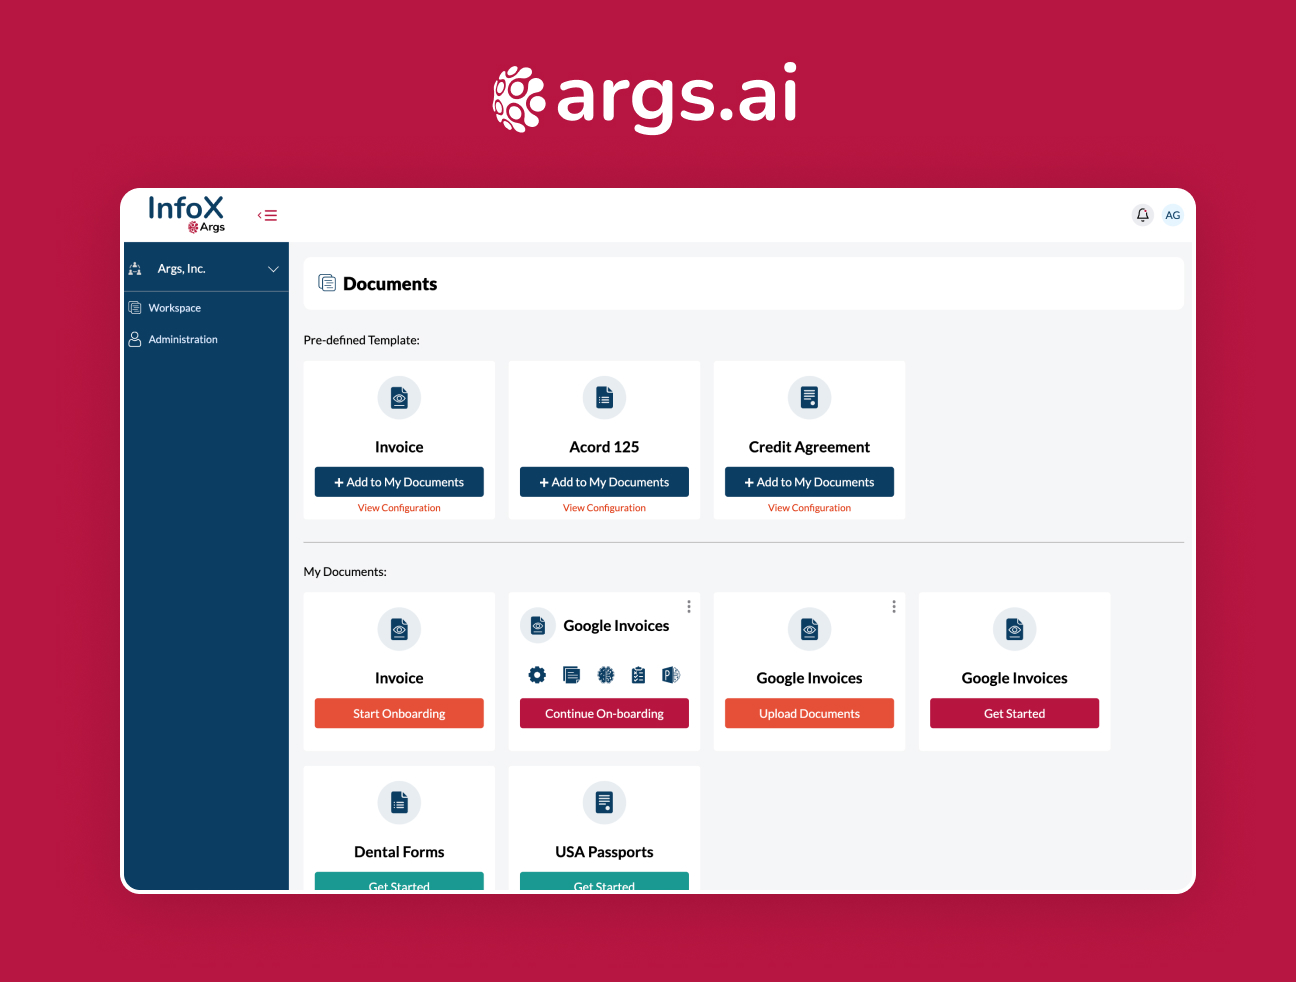 args.ai
InfoX
Args
AG
Args, Inc.
Workspace
Administration
Documents
Pre-defined Template:
Invoice
+ Add to My Documents
View Configuration
Acord 125
+ Add to My Documents
View Configuration
Credit Agreement
+ Add to My Documents
View Configuration
My Documents:
Invoice
Start Onboarding
Google Invoices
P
Continue On-boarding
Google Invoices
Upload Documents
Google Invoices
Get Started
Dental Forms
Get Started
USA Passports
Get Started